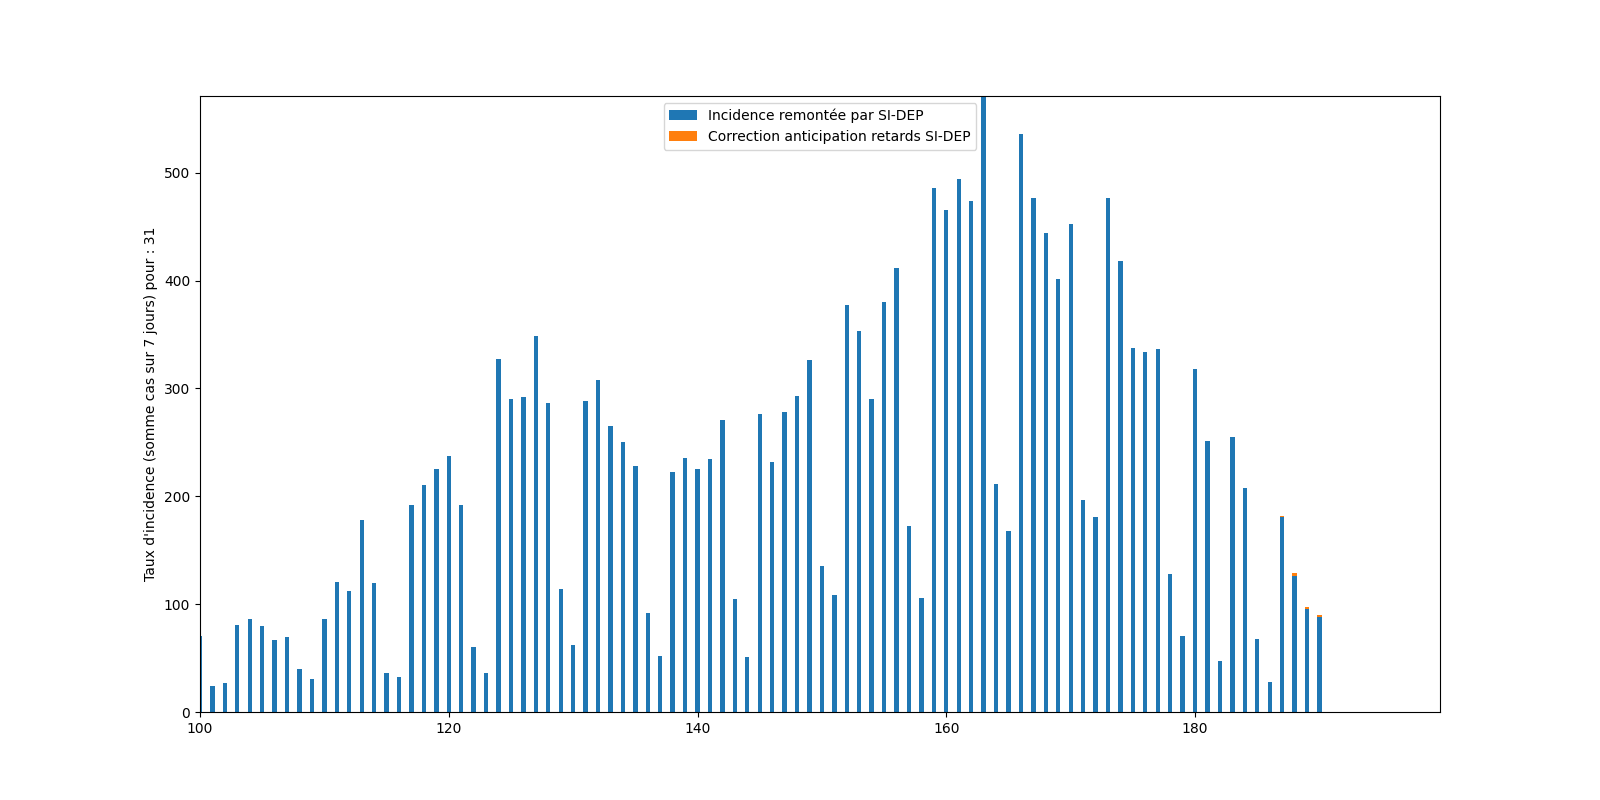 Incidence remontée par SI-DEP
Correction anticipation retards SI-DEP
Taux d'incidence (somme cas sur 7 jours) pour : 31
500
400
300
200
100
0
100 120 140 160 180